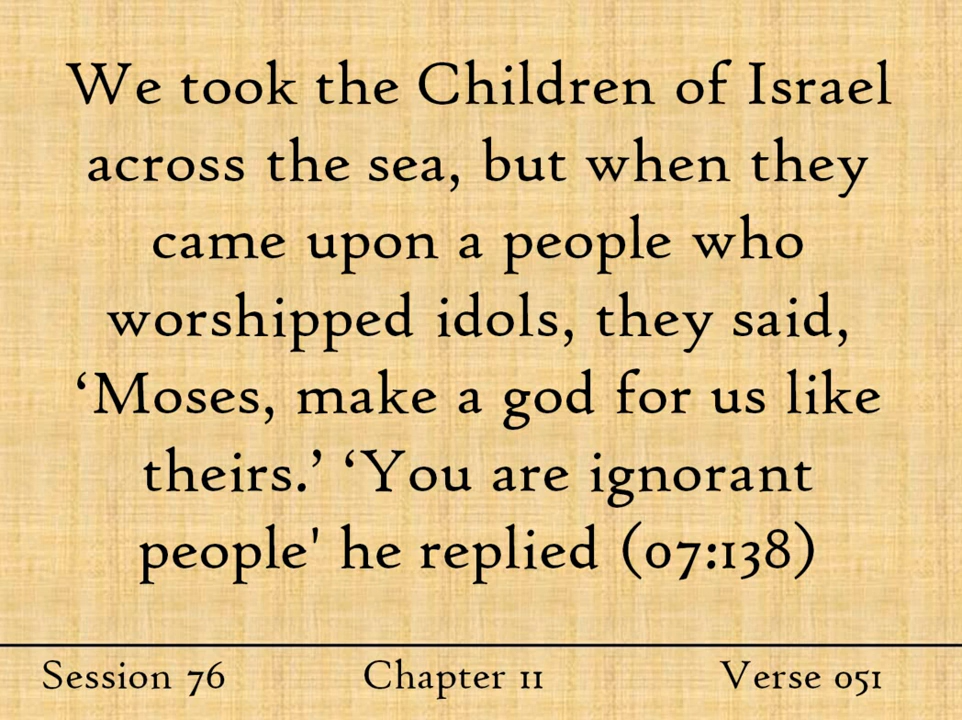 We took the Children of Israel
across the sea, but when they
came upon a people who
worshipped idols, they said,
‘Moses, make a god for us like
theirs.’ ‘You are ignorant
people' he replied (07:138)
Session 76 Chapter 11 Verse 051